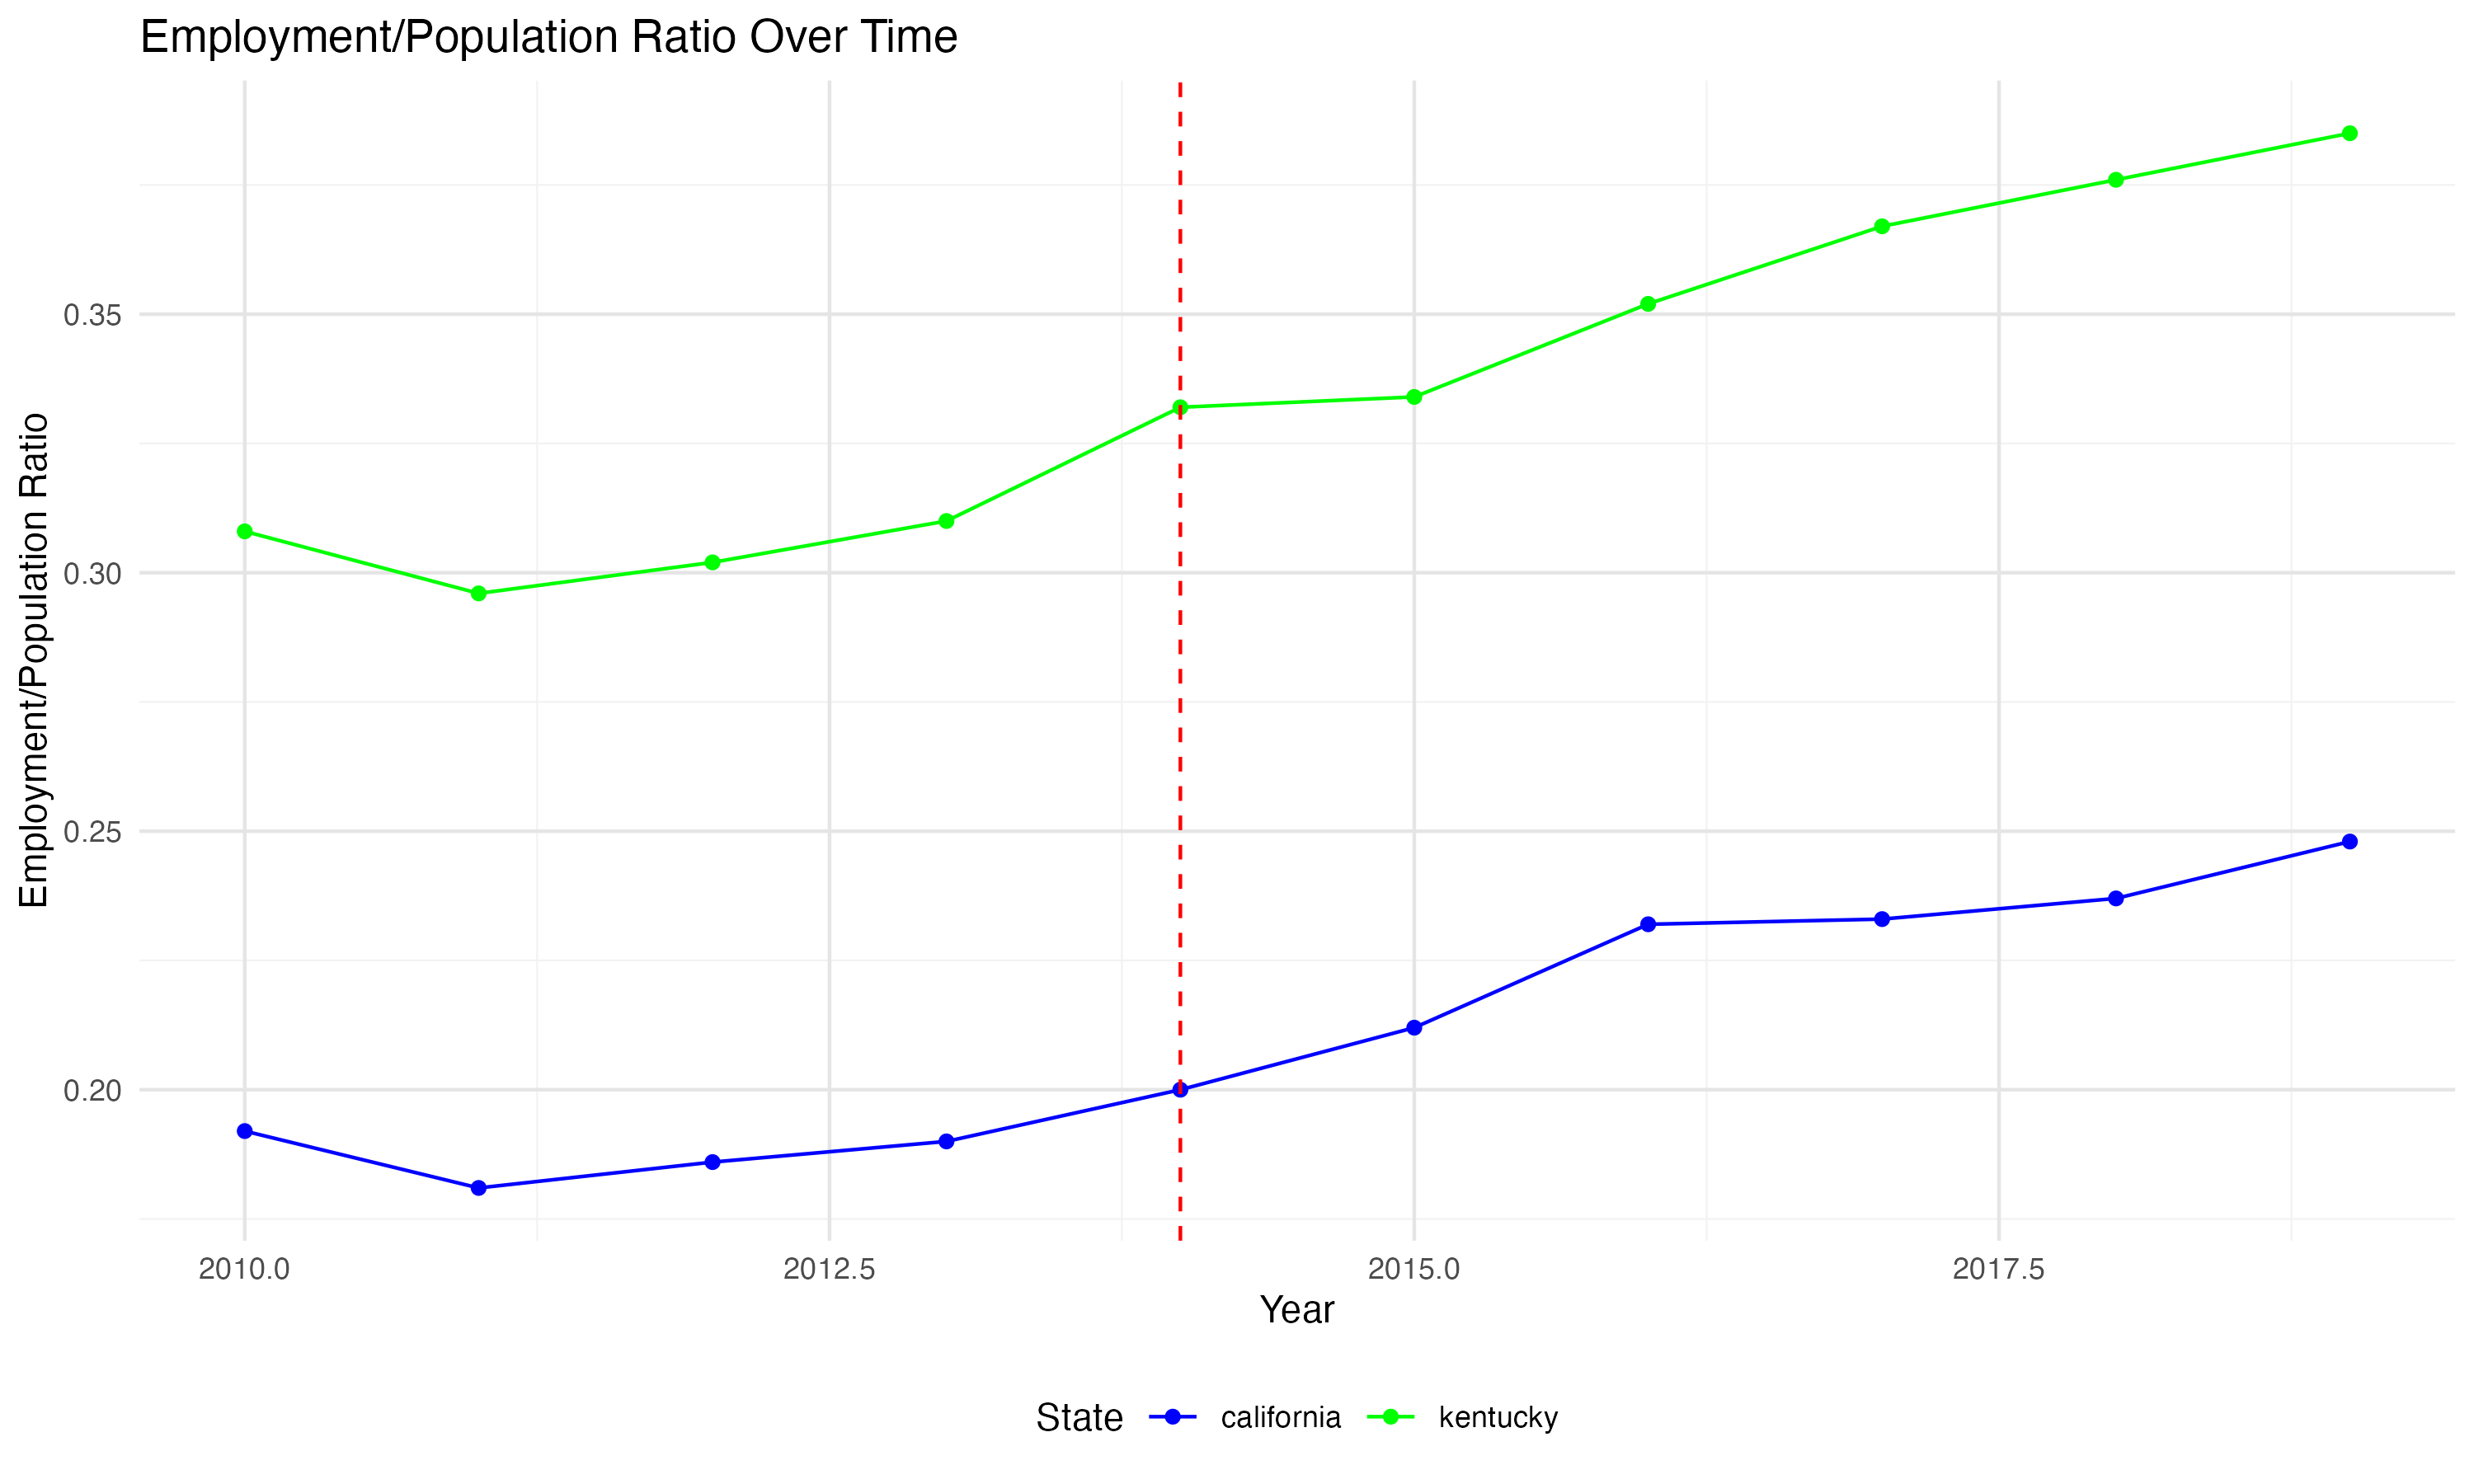 Employment/Population Ratio Over Time
Employment/Population Ratio
0.35
0.30
0.25
0.20
2010.0 2012.5 2015.0 2017.5
Year
State california kentucky